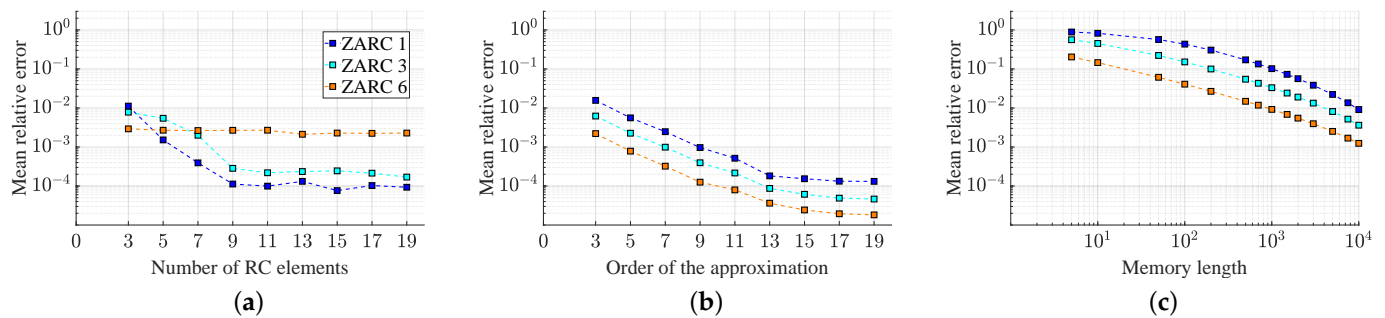 Mean relative error
10^0
10^-1
10^-2
10^-3
10^-4
ZARC 1
ZARC 3
ZARC 6
0 3 5 7 9 11 13 15 17 19
Number of RC elements
(a)
Mean relative error
10^0
10^-1
10^-2
10^-3
10^-4
0 3 5 7 9 11 13 15 17 19
Order of the approximation
(b)
Mean relative error
10^0
10^-1
10^-2
10^-3
10^-4
10^1 10^2 10^3 10^4
Memory length
(c)